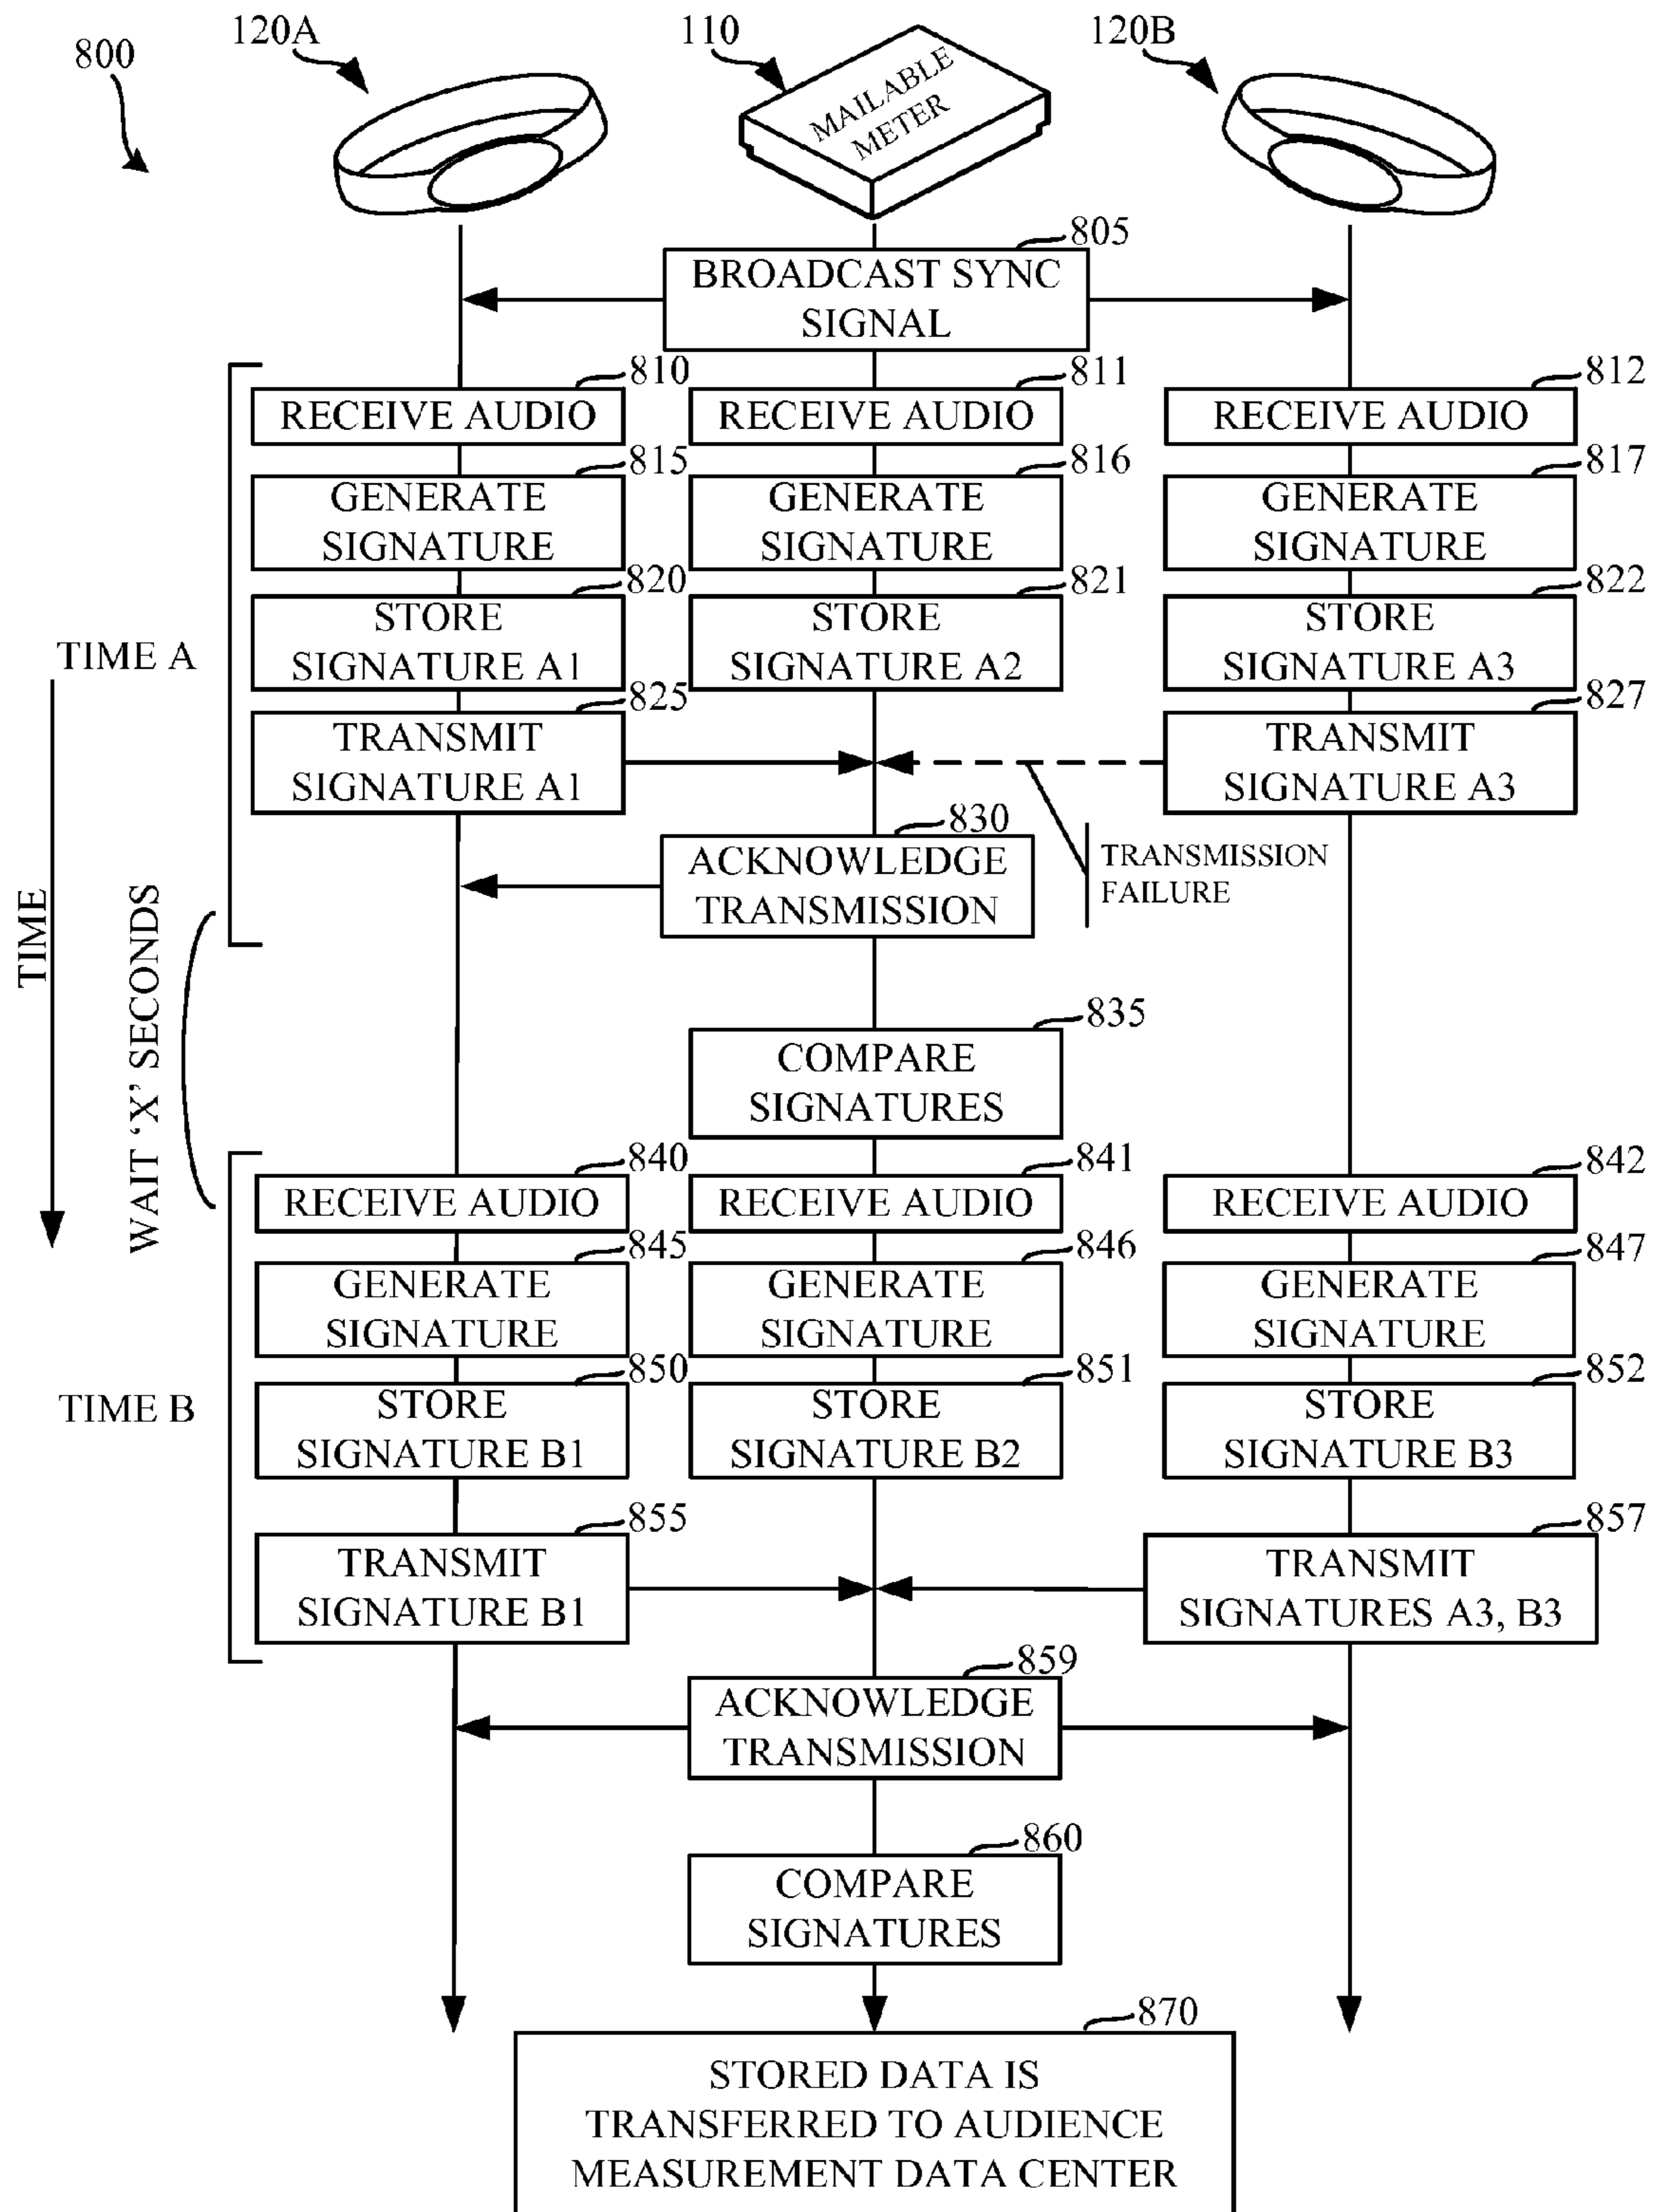 800
120A
110
120B
MAILABLE
METER
805
BROADCAST SYNC
SIGNAL
810
RECEIVE AUDIO
811
RECEIVE AUDIO
812
RECEIVE AUDIO
815
GENERATE
SIGNATURE
816
GENERATE
SIGNATURE
817
GENERATE
SIGNATURE
820
STORE
SIGNATURE A1
821
STORE
SIGNATURE A2
822
STORE
SIGNATURE A3
TIME A
825
TRANSMIT
SIGNATURE A1
827
TRANSMIT
SIGNATURE A3
830
ACKNOWLEDGE
TRANSMISSION
TRANSMISSION
FAILURE
TIME
WAIT ‘X’ SECONDS
835
COMPARE
SIGNATURES
840
RECEIVE AUDIO
841
RECEIVE AUDIO
842
RECEIVE AUDIO
845
GENERATE
SIGNATURE
846
GENERATE
SIGNATURE
847
GENERATE
SIGNATURE
TIME B
850
STORE
SIGNATURE B1
851
STORE
SIGNATURE B2
852
STORE
SIGNATURE B3
855
TRANSMIT
SIGNATURE B1
857
TRANSMIT
SIGNATURES A3, B3
859
ACKNOWLEDGE
TRANSMISSION
860
COMPARE
SIGNATURES
870
STORED DATA IS
TRANSFERRED TO AUDIENCE
MEASUREMENT DATA CENTER